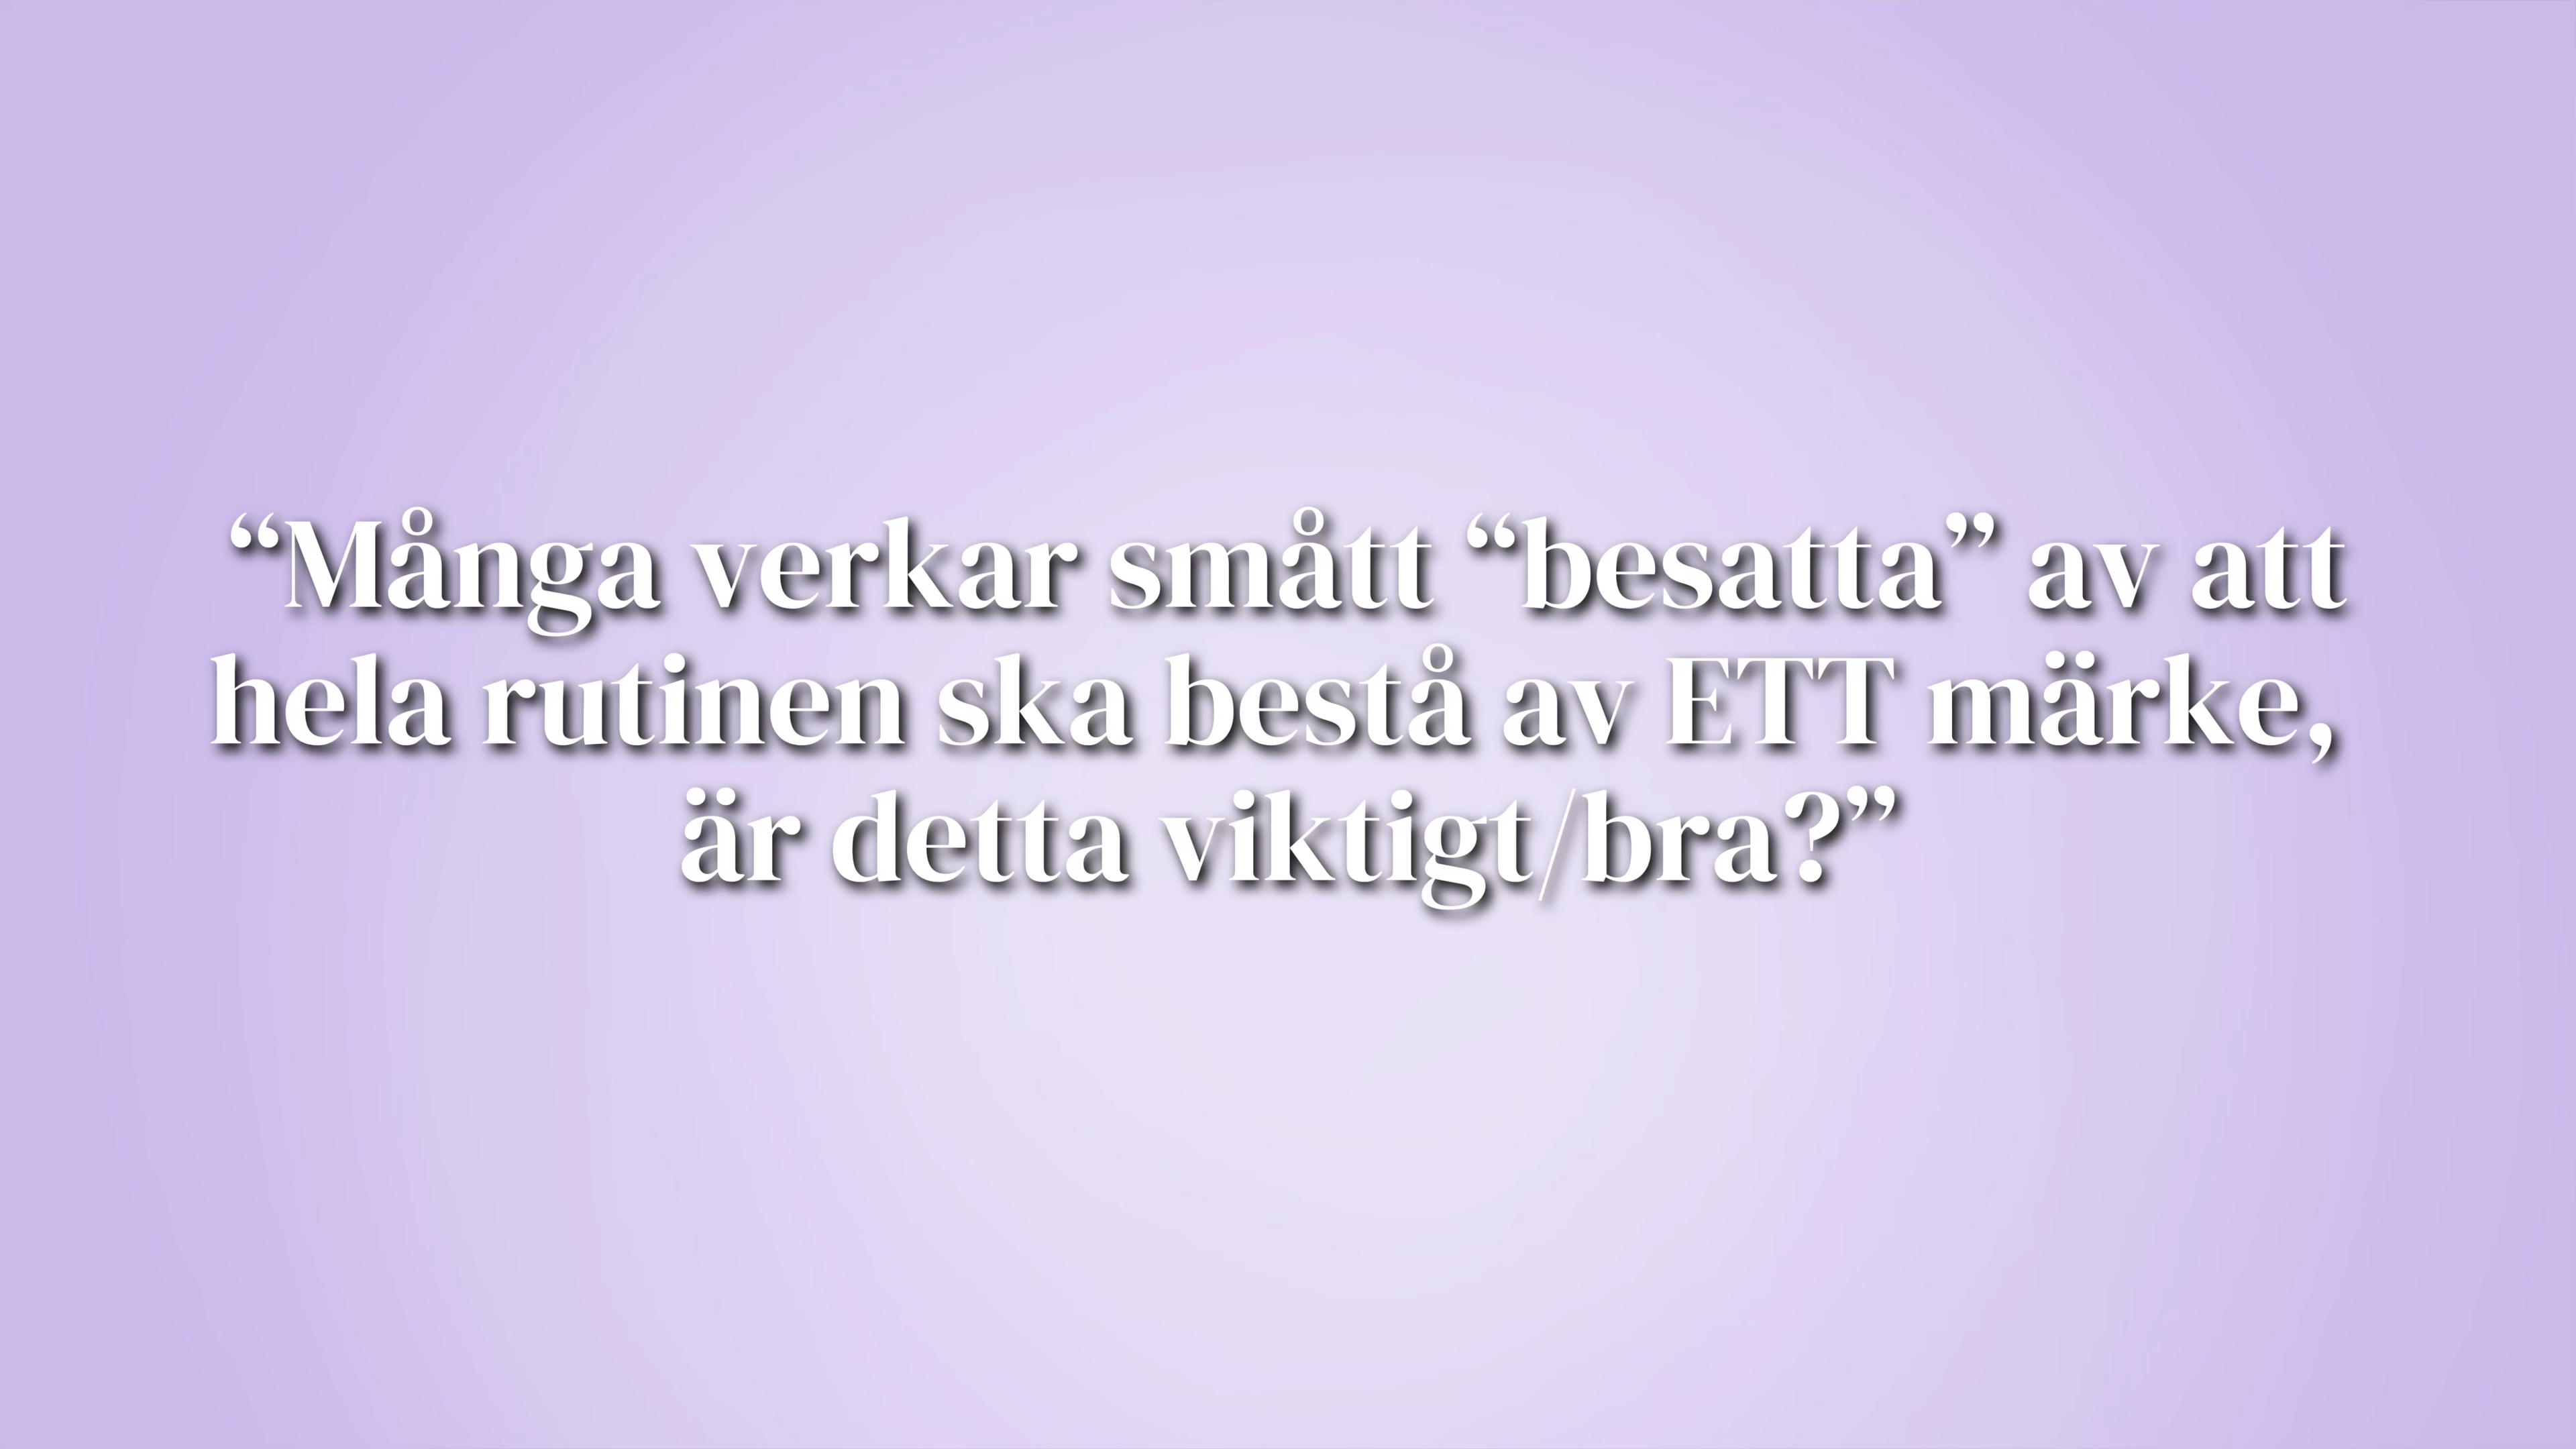 “Många verkar smått “besatta” av att
hela rutinen ska bestå av ETT märke,
är detta viktigt/bra?”